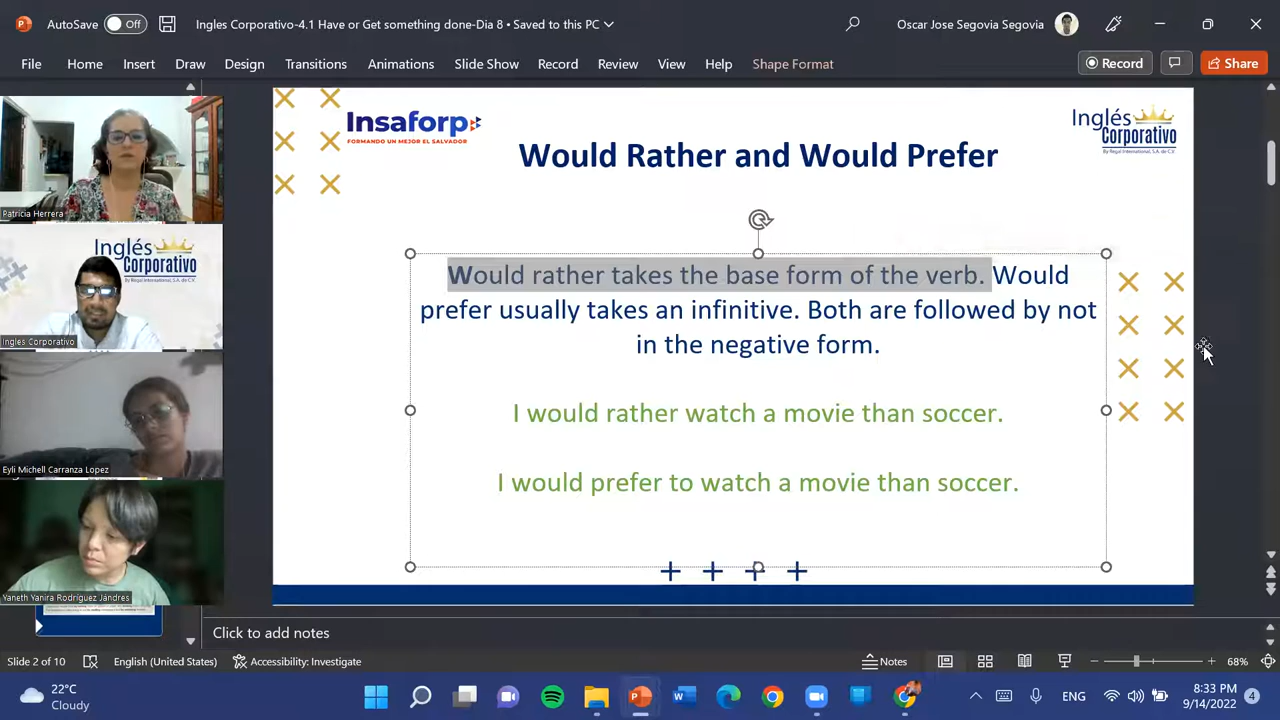 AutoSave Off Ingles Corporativo-4.1 Have or Get something done-Dia 8 • Saved to this PC Oscar Jose Segovia Segovia
File Home Insert Draw Design Transitions Animations Slide Show Record Review View Help Shape Format Record Share
Insaforp
FORMANDO UN MEJOR EL SALVADOR
Inglés
Corporativo
By Regal International, S.A. de C.V.
Would Rather and Would Prefer
Would rather takes the base form of the verb. Would
prefer usually takes an infinitive. Both are followed by not
in the negative form.
I would rather watch a movie than soccer.
I would prefer to watch a movie than soccer.
Patricia Herrera
Inglés
Corporativo
Inglés Corporativo
Eyli Michell Carranza Lopez
Yaneth Yanira Rodriguez Jandres
Click to add notes
Slide 2 of 10 English (United States) Accessibility: Investigate Notes 68%
22°C
Cloudy
ENG
8:33 PM
9/14/2022
4